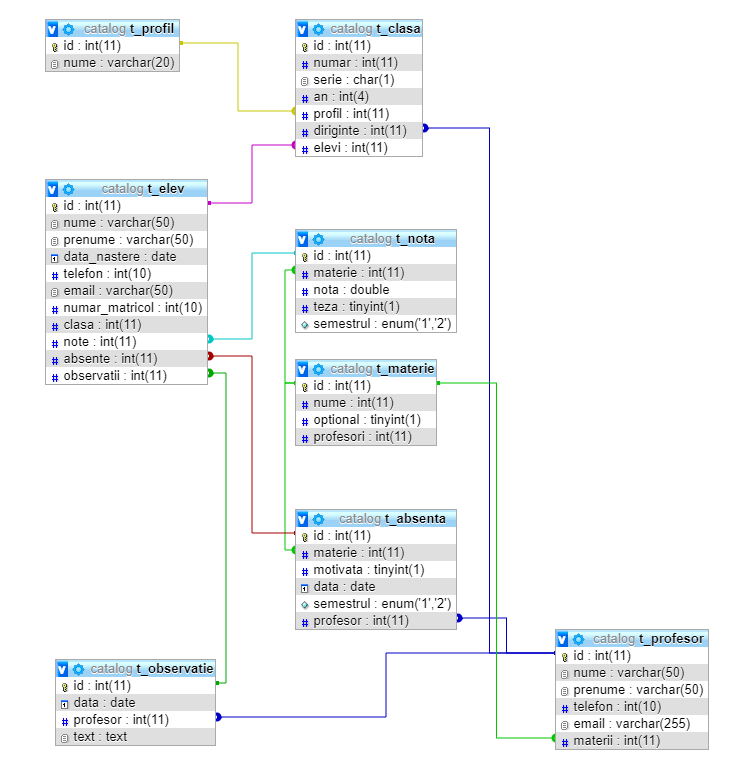 catalog t_profil
id : int(11)
nume : varchar(20)
catalog t_clasa
id : int(11)
numar : int(11)
serie : char(1)
an : int(4)
profil : int(11)
diriginte : int(11)
elevi : int(11)
catalog t_elev
id : int(11)
nume : varchar(50)
prenume : varchar(50)
data_nastere : date
telefon : int(10)
email : varchar(50)
numar_matricol : int(10)
clasa : int(11)
note : int(11)
absente : int(11)
observatii : int(11)
catalog t_nota
id : int(11)
materie : int(11)
nota : double
teza : tinyint(1)
semestrul : enum('1','2')
catalog t_materie
id : int(11)
nume : int(11)
optional : tinyint(1)
profesori : int(11)
catalog t_absenta
id : int(11)
materie : int(11)
motivata : tinyint(1)
data : date
semestrul : enum('1','2')
profesor : int(11)
catalog t_profesor
id : int(11)
nume : varchar(50)
prenume : varchar(50)
telefon : int(10)
email : varchar(255)
materii : int(11)
catalog t_observatie
id : int(11)
data : date
profesor : int(11)
text : text